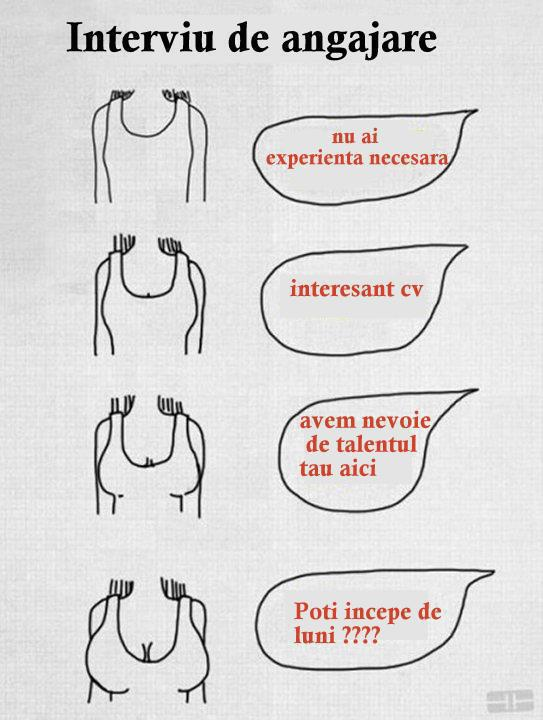 Interviu de angajare
nu ai
experienta necesara
interesant cv
avem nevoie
de talentul
tau aici
Poti incepe de
luni ????